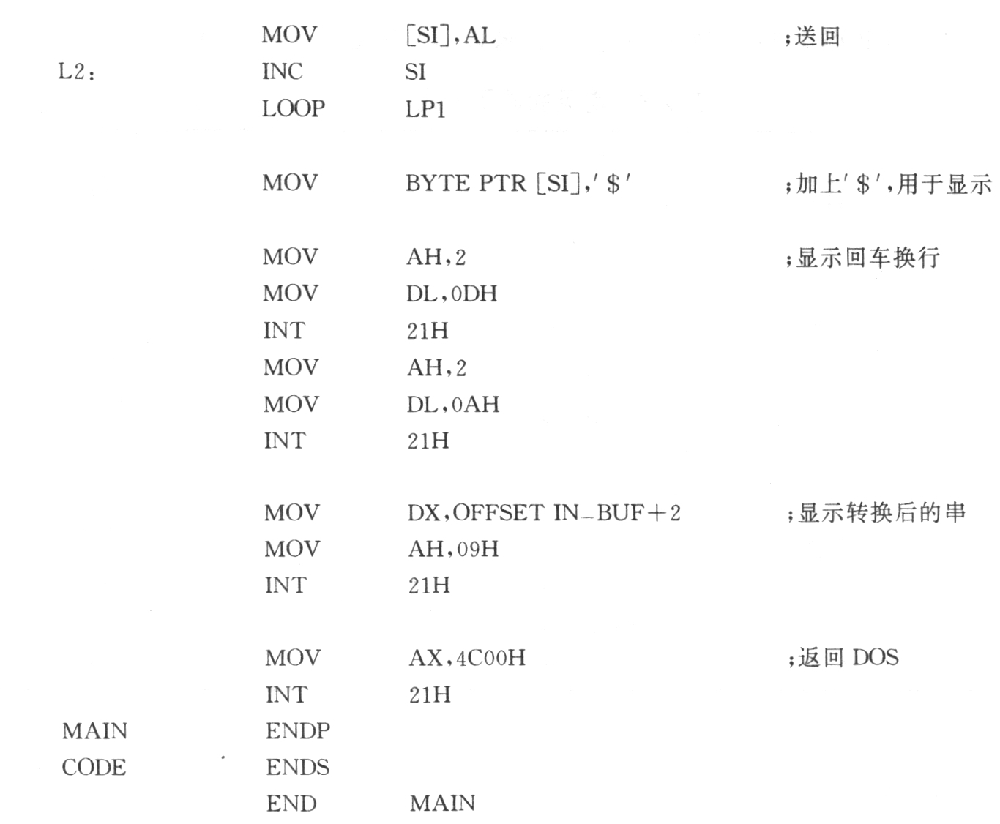 MOV [SI],AL ;送回
L2: INC SI
LOOP LP1
MOV BYTE PTR [SI],'$' ;加上'$',用于显示
MOV AH,2 ;显示回车换行
MOV DL,0DH
INT 21H
MOV AH,2
MOV DL,0AH
INT 21H
MOV DX,OFFSET IN_BUF+2 ;显示转换后的串
MOV AH,09H
INT 21H
MOV AX,4C00H ;返回 DOS
INT 21H
MAIN ENDP
CODE ENDS
END MAIN